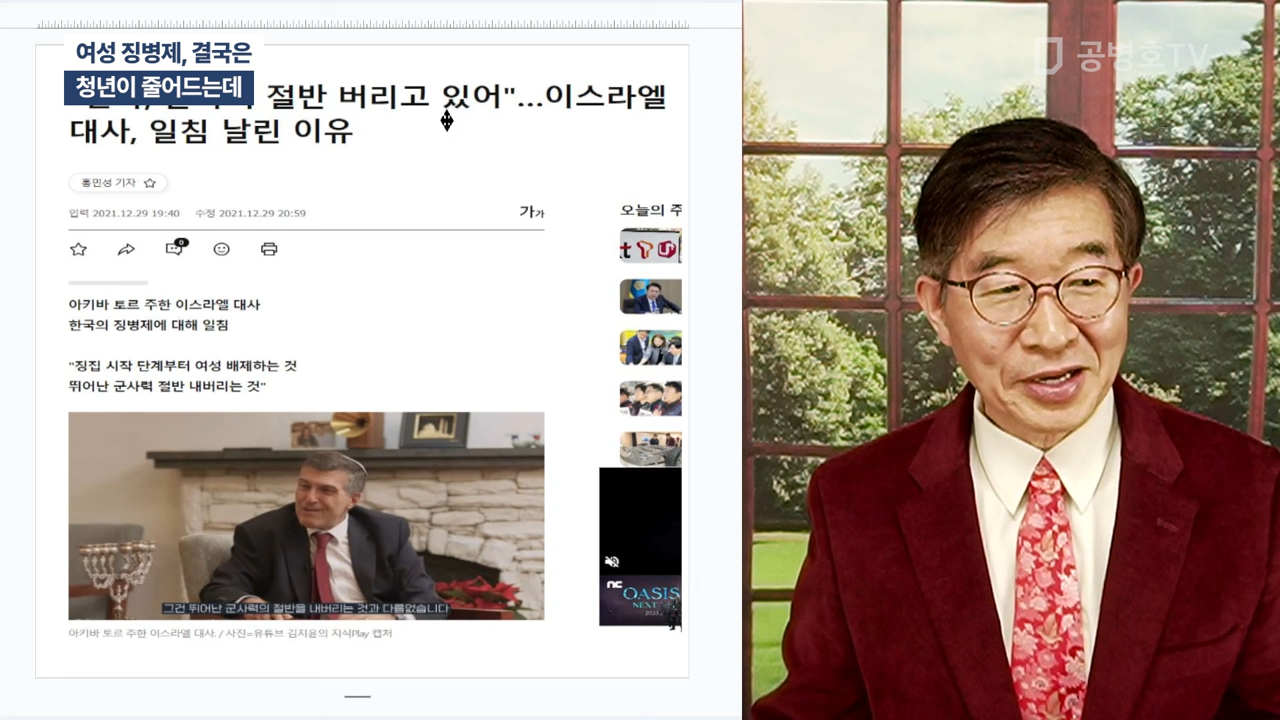 여성 징병제, 결국은
청년이 줄어드는데
공병호TV
절반 버리고 있어"...이스라엘
대사, 일침 날린 이유
홍민성 기자
입력 2021.12.29 19:40 수정 2021.12.29 20:59
가가
오늘의 주
0
아키바 토르 주한 이스라엘 대사
한국의 징병제에 대해 일침
"징집 시작 단계부터 여성 배제하는 것
뛰어난 군사력 절반 내버리는 것"
그건 뛰어난 군사력의 절반을 내버리는 것과 다를없습니다
아키바 토르 주한 이스라엘 대사. / 사진=유튜브 김지윤의 지식Play 캡처
nc
OASIS
NEXT